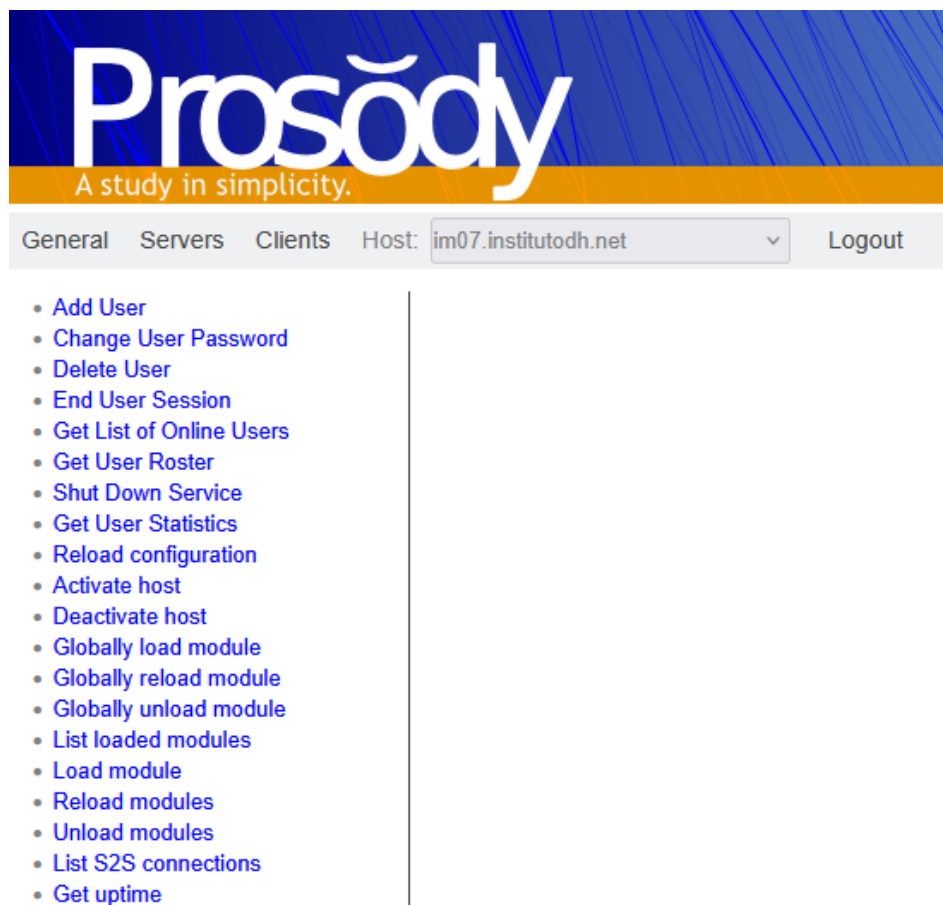 Prosŏdy
A study in simplicity.
General Servers Clients Host: im07.institutodh.net Logout
Add User
Change User Password
Delete User
End User Session
Get List of Online Users
Get User Roster
Shut Down Service
Get User Statistics
Reload configuration
Activate host
Deactivate host
Globally load module
Globally reload module
Globally unload module
List loaded modules
Load module
Reload modules
Unload modules
List S2S connections
Get uptime